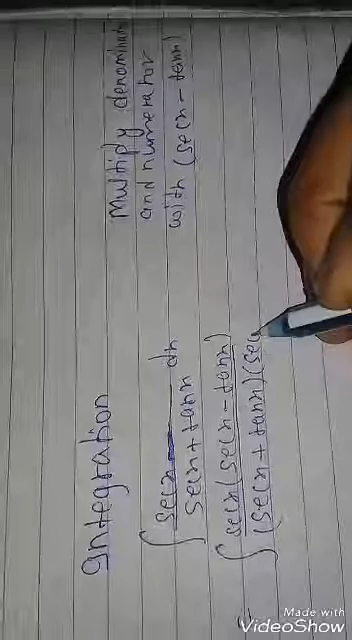 Integration
∫ secx / secx + tanx dx
Multiply denominator
and numerator
with (secx - tanx)
∫ secx(secx - tanx) / (secx + tanx)(sec
Made with
VideoShow